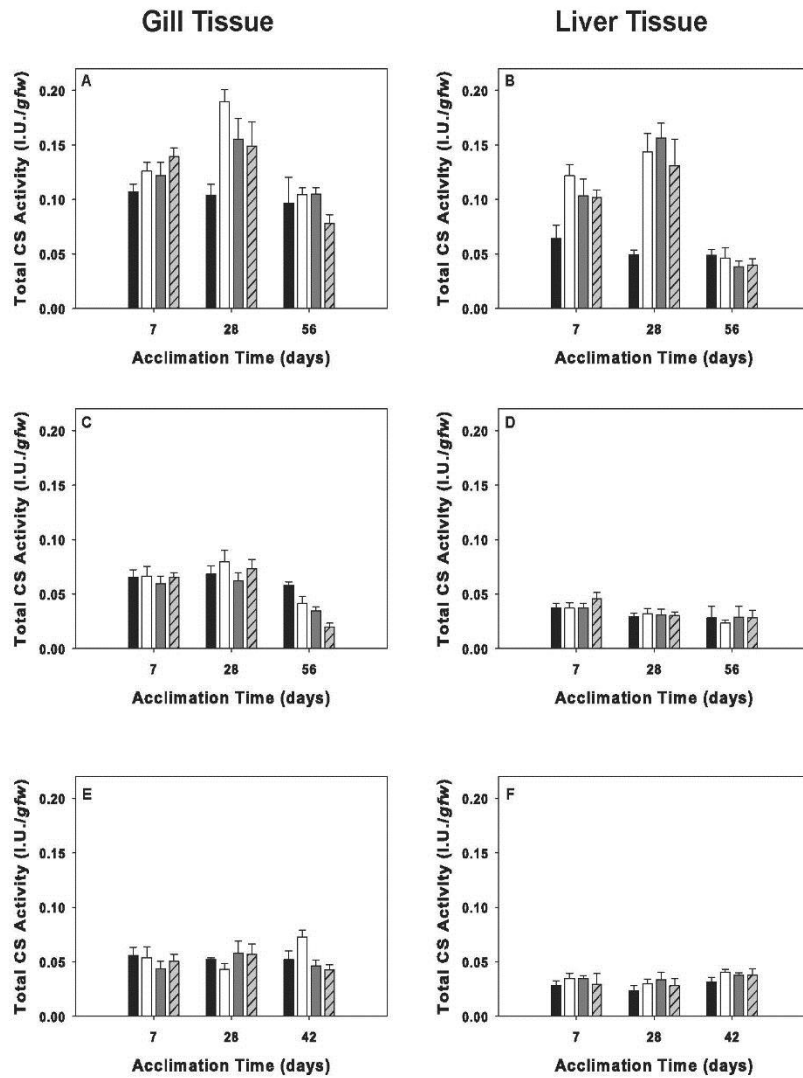 Gill Tissue
Liver Tissue
A
Total CS Activity (I.U./gfw)
0.20
0.15
0.10
0.05
0.00
7 28 56
Acclimation Time (days)
B
Total CS Activity (I.U./gfw)
0.20
0.15
0.10
0.05
0.00
7 28 56
Acclimation Time (days)
C
Total CS Activity (I.U./gfw)
0.20
0.15
0.10
0.05
0.00
7 28 56
Acclimation Time (days)
D
Total CS Activity (I.U./gfw)
0.20
0.15
0.10
0.05
0.00
7 28 56
Acclimation Time (days)
E
Total CS Activity (I.U./gfw)
0.20
0.15
0.10
0.05
0.00
7 28 42
Acclimation Time (days)
F
Total CS Activity (I.U./gfw)
0.20
0.15
0.10
0.05
0.00
7 28 42
Acclimation Time (days)